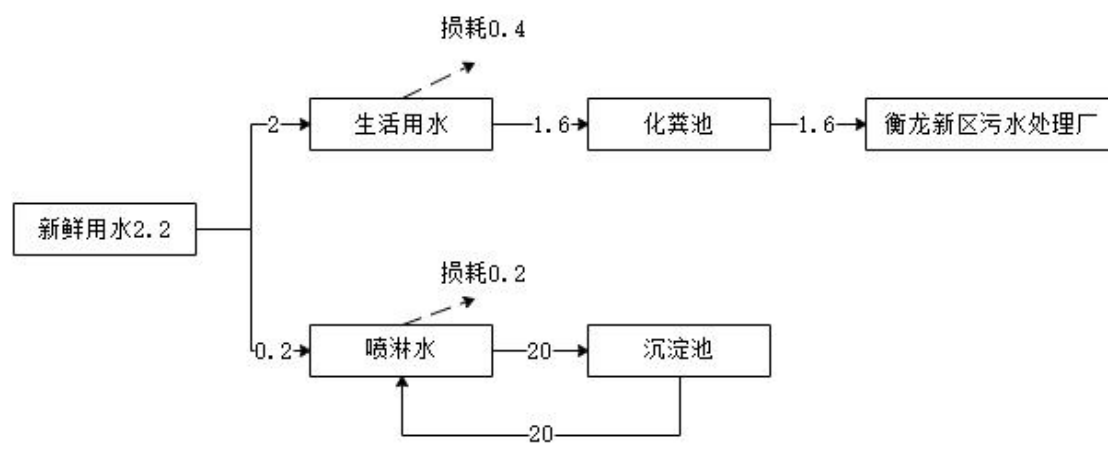 损耗0.4
2
生活用水
1.6
化粪池
1.6
衡龙新区污水处理厂
新鲜用水2.2
损耗0.2
0.2
喷淋水
20
沉淀池
20